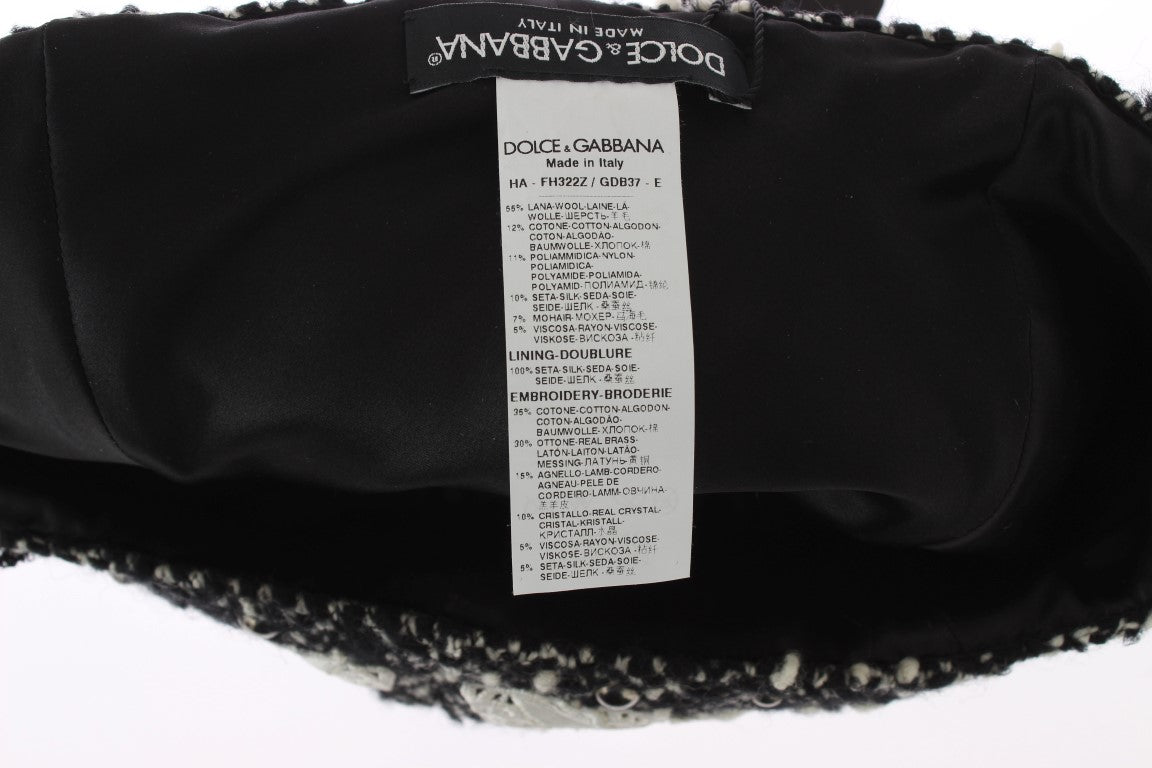 DOLCE & GABBANA®
MADE IN ITALY
DOLCE & GABBANA
Made in Italy
HA - FH322Z / GDB37 - E
55% LANA-WOOL-LAINE-LA
WOLLE-ШЕРСТЬ-羊毛
12% COTONE-COTTON-ALGODON-
COTON-ALGODÃO-
BAUMWOLLE-ХЛОПОК-棉
11% POLIAMMIDICA-NYLON-
POLIAMIDICA-
POLYAMIDE-POLIAMIDA-
POLYAMID-ПОЛИАМИД-锦纶
10% SETA-SILK-SEDA-SOIE-
SEIDE-ШЕЛК-桑蚕丝
7% MOHAIR-МОХЕР-马海毛
5% VISCOSA-RAYON-VISCOSE-
VISKOSE-ВИСКОЗА-粘纤
LINING-DOUBLURE
100% SETA-SILK-SEDA-SOIE-
SEIDE-ШЕЛК-桑蚕丝
EMBROIDERY-BRODERIE
35% COTONE-COTTON-ALGODON-
COTON-ALGODÃO-
BAUMWOLLE-ХЛОПОК-棉
30% OTTONE-REAL BRASS-
LATÓN-LAITON-LATÃO-
MESSING-ЛАТУНЬ-黄铜
15% AGNELLO-LAMB-CORDERO-
AGNEAU-PELE DE
CORDEIRO-LAMM-ОВЧИНА-
羔羊皮
10% CRISTALLO-REAL CRYSTAL-
CRISTAL-KRISTALL-
КРИСТАЛЛ-水晶
5% VISCOSA-RAYON-VISCOSE-
VISKOSE-ВИСКОЗА-粘纤
5% SETA-SILK-SEDA-SOIE-
SEIDE-ШЕЛК-桑蚕丝